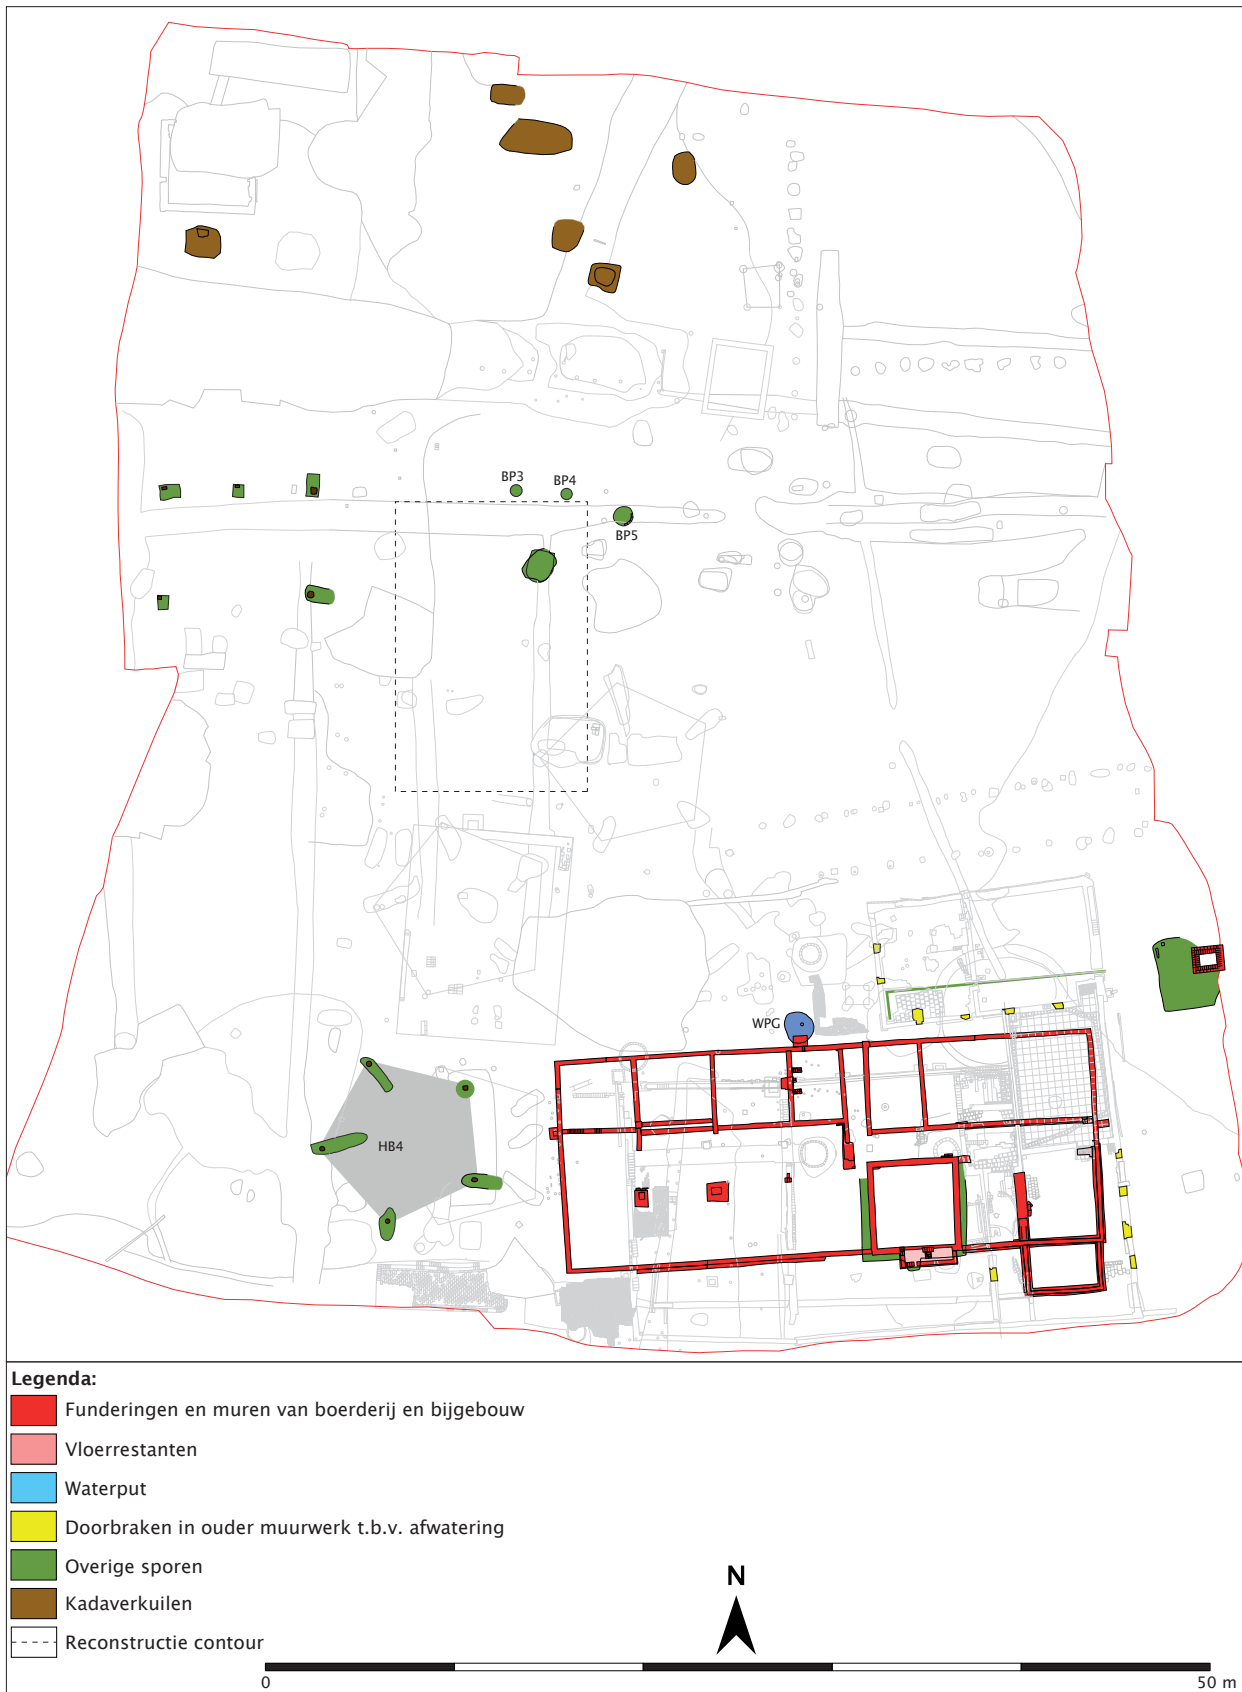 BP3
BP4
BP5
WPG
HB4
Legenda:
Funderingen en muren van boerderij en bijgebouw
Vloerrestanten
Waterput
Doorbraken in ouder muurwerk t.b.v. afwatering
Overige sporen
Kadaverkuilen
Reconstructie contour
N
0
50 m